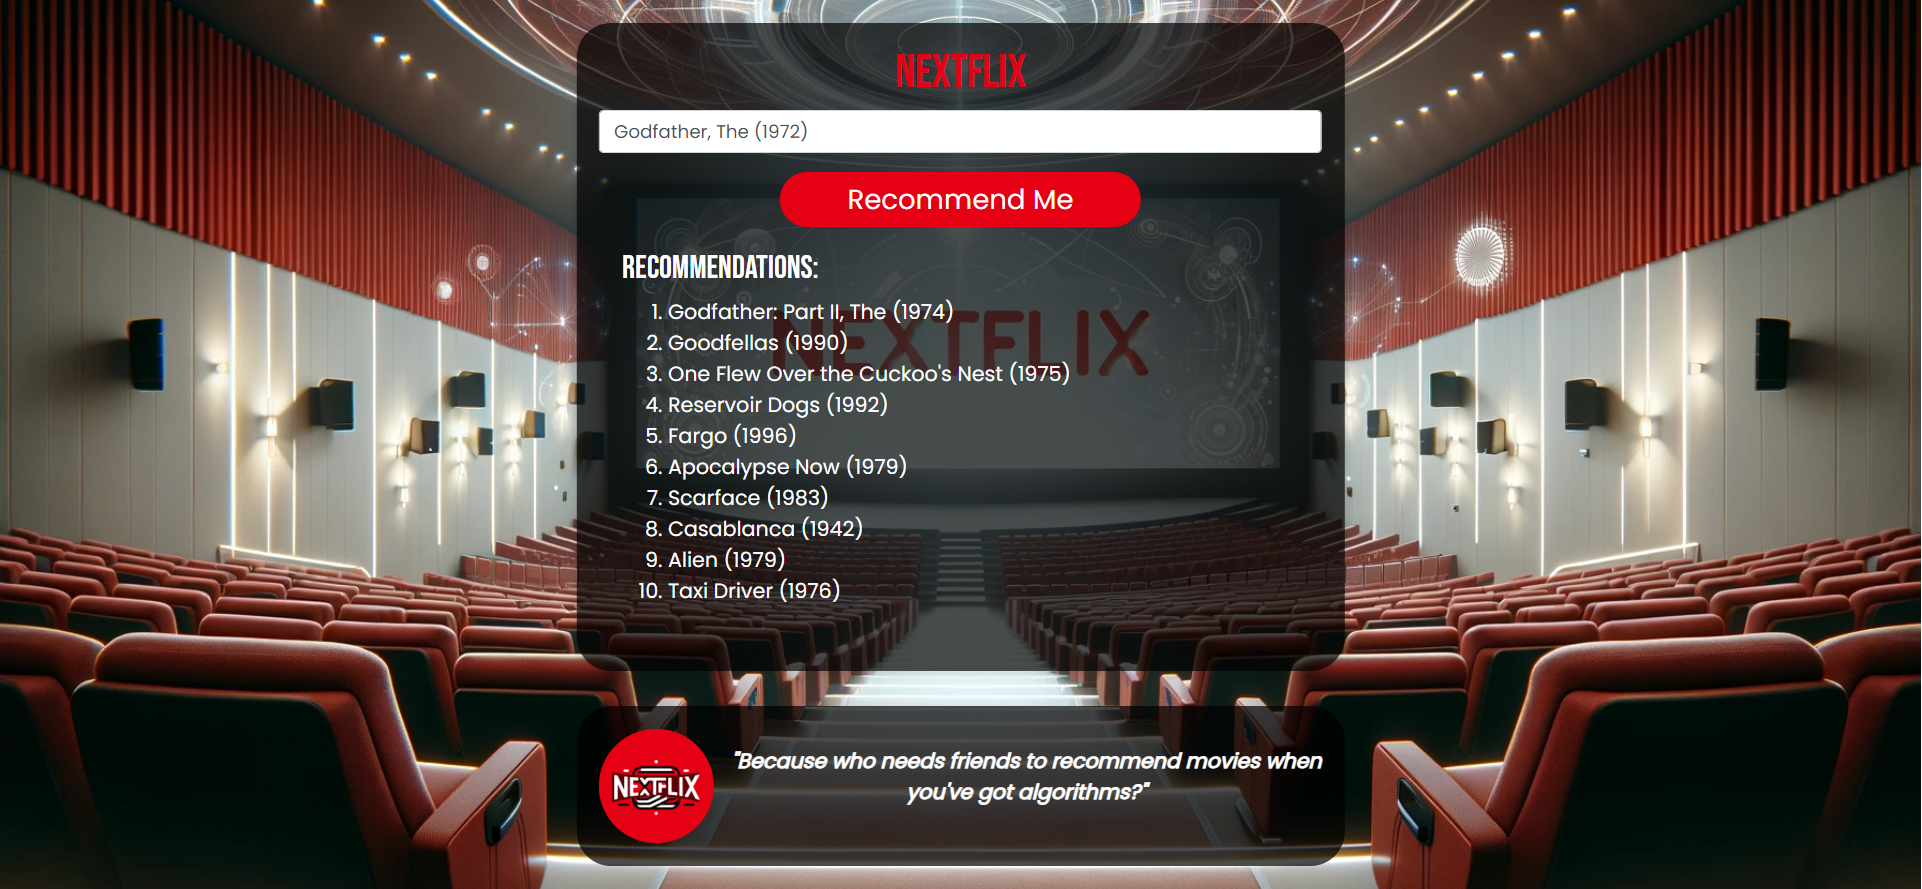 NEXTFLIX
Godfather, The (1972)
Recommend Me
RECOMMENDATIONS:
1. Godfather: Part II, The (1974)
2. Goodfellas (1990)
3. One Flew Over the Cuckoo's Nest (1975)
4. Reservoir Dogs (1992)
5. Fargo (1996)
6. Apocalypse Now (1979)
7. Scarface (1983)
8. Casablanca (1942)
9. Alien (1979)
10. Taxi Driver (1976)
NEXTFLIX
NEXTFLIX
"Because who needs friends to recommend movies when
you've got algorithms?"